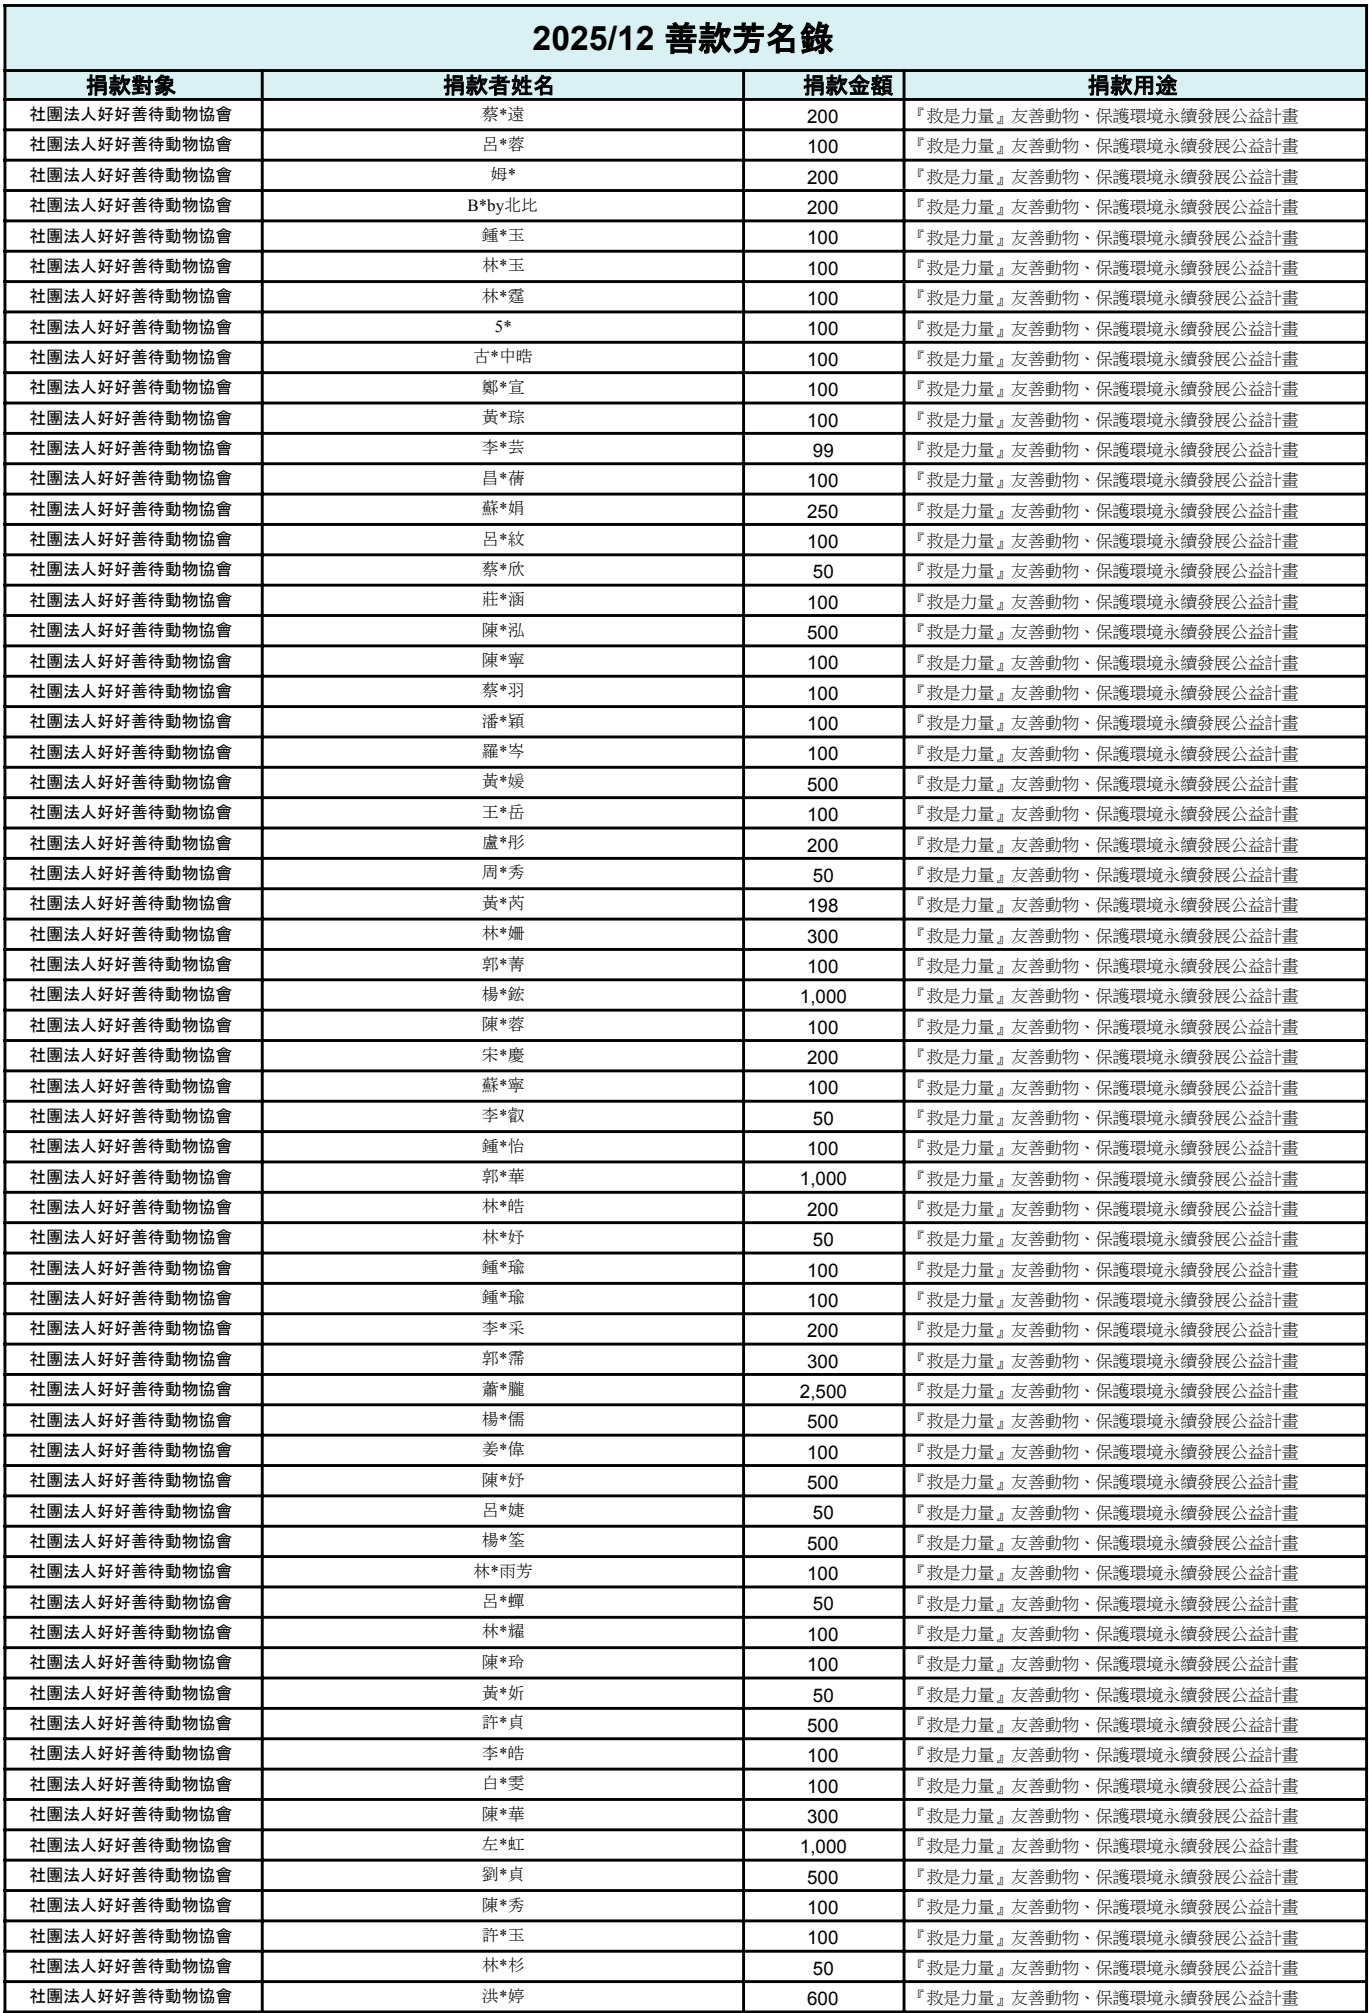 2025/12 善款芳名錄
捐款對象 捐款者姓名 捐款金額 捐款用途
社團法人好好善待動物協會 蔡*遠 200 『救是力量』友善動物、保護環境永續發展公益計畫
社團法人好好善待動物協會 呂*蓉 100 『救是力量』友善動物、保護環境永續發展公益計畫
社團法人好好善待動物協會 姆* 200 『救是力量』友善動物、保護環境永續發展公益計畫
社團法人好好善待動物協會 B*by北比 200 『救是力量』友善動物、保護環境永續發展公益計畫
社團法人好好善待動物協會 鍾*玉 100 『救是力量』友善動物、保護環境永續發展公益計畫
社團法人好好善待動物協會 林*玉 100 『救是力量』友善動物、保護環境永續發展公益計畫
社團法人好好善待動物協會 林*霆 100 『救是力量』友善動物、保護環境永續發展公益計畫
社團法人好好善待動物協會 5* 100 『救是力量』友善動物、保護環境永續發展公益計畫
社團法人好好善待動物協會 古*中晧 100 『救是力量』友善動物、保護環境永續發展公益計畫
社團法人好好善待動物協會 鄭*宣 100 『救是力量』友善動物、保護環境永續發展公益計畫
社團法人好好善待動物協會 黃*琮 100 『救是力量』友善動物、保護環境永續發展公益計畫
社團法人好好善待動物協會 李*芸 99 『救是力量』友善動物、保護環境永續發展公益計畫
社團法人好好善待動物協會 昌*蒨 100 『救是力量』友善動物、保護環境永續發展公益計畫
社團法人好好善待動物協會 蘇*娟 250 『救是力量』友善動物、保護環境永續發展公益計畫
社團法人好好善待動物協會 呂*紋 100 『救是力量』友善動物、保護環境永續發展公益計畫
社團法人好好善待動物協會 蔡*欣 50 『救是力量』友善動物、保護環境永續發展公益計畫
社團法人好好善待動物協會 莊*涵 100 『救是力量』友善動物、保護環境永續發展公益計畫
社團法人好好善待動物協會 陳*泓 500 『救是力量』友善動物、保護環境永續發展公益計畫
社團法人好好善待動物協會 陳*寧 100 『救是力量』友善動物、保護環境永續發展公益計畫
社團法人好好善待動物協會 蔡*羽 100 『救是力量』友善動物、保護環境永續發展公益計畫
社團法人好好善待動物協會 潘*穎 100 『救是力量』友善動物、保護環境永續發展公益計畫
社團法人好好善待動物協會 羅*岑 100 『救是力量』友善動物、保護環境永續發展公益計畫
社團法人好好善待動物協會 黃*媛 500 『救是力量』友善動物、保護環境永續發展公益計畫
社團法人好好善待動物協會 王*岳 100 『救是力量』友善動物、保護環境永續發展公益計畫
社團法人好好善待動物協會 盧*彤 200 『救是力量』友善動物、保護環境永續發展公益計畫
社團法人好好善待動物協會 周*秀 50 『救是力量』友善動物、保護環境永續發展公益計畫
社團法人好好善待動物協會 黃*芮 198 『救是力量』友善動物、保護環境永續發展公益計畫
社團法人好好善待動物協會 林*姍 300 『救是力量』友善動物、保護環境永續發展公益計畫
社團法人好好善待動物協會 郭*菁 100 『救是力量』友善動物、保護環境永續發展公益計畫
社團法人好好善待動物協會 楊*鋐 1,000 『救是力量』友善動物、保護環境永續發展公益計畫
社團法人好好善待動物協會 陳*蓉 100 『救是力量』友善動物、保護環境永續發展公益計畫
社團法人好好善待動物協會 宋*慶 200 『救是力量』友善動物、保護環境永續發展公益計畫
社團法人好好善待動物協會 蘇*寧 100 『救是力量』友善動物、保護環境永續發展公益計畫
社團法人好好善待動物協會 李*叡 50 『救是力量』友善動物、保護環境永續發展公益計畫
社團法人好好善待動物協會 鍾*怡 100 『救是力量』友善動物、保護環境永續發展公益計畫
社團法人好好善待動物協會 郭*華 1,000 『救是力量』友善動物、保護環境永續發展公益計畫
社團法人好好善待動物協會 林*皓 200 『救是力量』友善動物、保護環境永續發展公益計畫
社團法人好好善待動物協會 林*妤 50 『救是力量』友善動物、保護環境永續發展公益計畫
社團法人好好善待動物協會 鍾*瑜 100 『救是力量』友善動物、保護環境永續發展公益計畫
社團法人好好善待動物協會 鍾*瑜 100 『救是力量』友善動物、保護環境永續發展公益計畫
社團法人好好善待動物協會 李*采 200 『救是力量』友善動物、保護環境永續發展公益計畫
社團法人好好善待動物協會 郭*霈 300 『救是力量』友善動物、保護環境永續發展公益計畫
社團法人好好善待動物協會 蕭*朧 2,500 『救是力量』友善動物、保護環境永續發展公益計畫
社團法人好好善待動物協會 楊*儒 500 『救是力量』友善動物、保護環境永續發展公益計畫
社團法人好好善待動物協會 姜*偉 100 『救是力量』友善動物、保護環境永續發展公益計畫
社團法人好好善待動物協會 陳*妤 500 『救是力量』友善動物、保護環境永續發展公益計畫
社團法人好好善待動物協會 呂*婕 50 『救是力量』友善動物、保護環境永續發展公益計畫
社團法人好好善待動物協會 楊*筌 500 『救是力量』友善動物、保護環境永續發展公益計畫
社團法人好好善待動物協會 林*雨芳 100 『救是力量』友善動物、保護環境永續發展公益計畫
社團法人好好善待動物協會 呂*蟬 50 『救是力量』友善動物、保護環境永續發展公益計畫
社團法人好好善待動物協會 林*耀 100 『救是力量』友善動物、保護環境永續發展公益計畫
社團法人好好善待動物協會 陳*玲 100 『救是力量』友善動物、保護環境永續發展公益計畫
社團法人好好善待動物協會 黃*妡 50 『救是力量』友善動物、保護環境永續發展公益計畫
社團法人好好善待動物協會 許*貞 500 『救是力量』友善動物、保護環境永續發展公益計畫
社團法人好好善待動物協會 李*皓 100 『救是力量』友善動物、保護環境永續發展公益計畫
社團法人好好善待動物協會 白*雯 100 『救是力量』友善動物、保護環境永續發展公益計畫
社團法人好好善待動物協會 陳*華 300 『救是力量』友善動物、保護環境永續發展公益計畫
社團法人好好善待動物協會 左*虹 1,000 『救是力量』友善動物、保護環境永續發展公益計畫
社團法人好好善待動物協會 劉*貞 500 『救是力量』友善動物、保護環境永續發展公益計畫
社團法人好好善待動物協會 陳*秀 100 『救是力量』友善動物、保護環境永續發展公益計畫
社團法人好好善待動物協會 許*玉 100 『救是力量』友善動物、保護環境永續發展公益計畫
社團法人好好善待動物協會 林*杉 50 『救是力量』友善動物、保護環境永續發展公益計畫
社團法人好好善待動物協會 洪*婷 600 『救是力量』友善動物、保護環境永續發展公益計畫